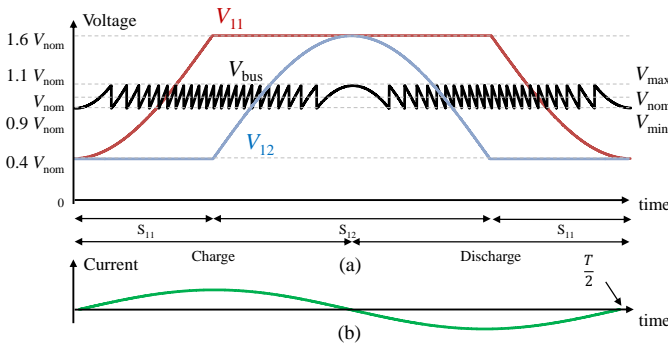 Voltage
V₁₁
1.6 Vnom
1.1 Vnom
Vbus
Vmax
Vnom
Vnom
0.9 Vnom
Vmin
0.4 Vnom
V₁₂
0
time
S₁₁
S₁₂
S₁₁
Charge
Discharge
(a)
Current
T/2
time
(b)